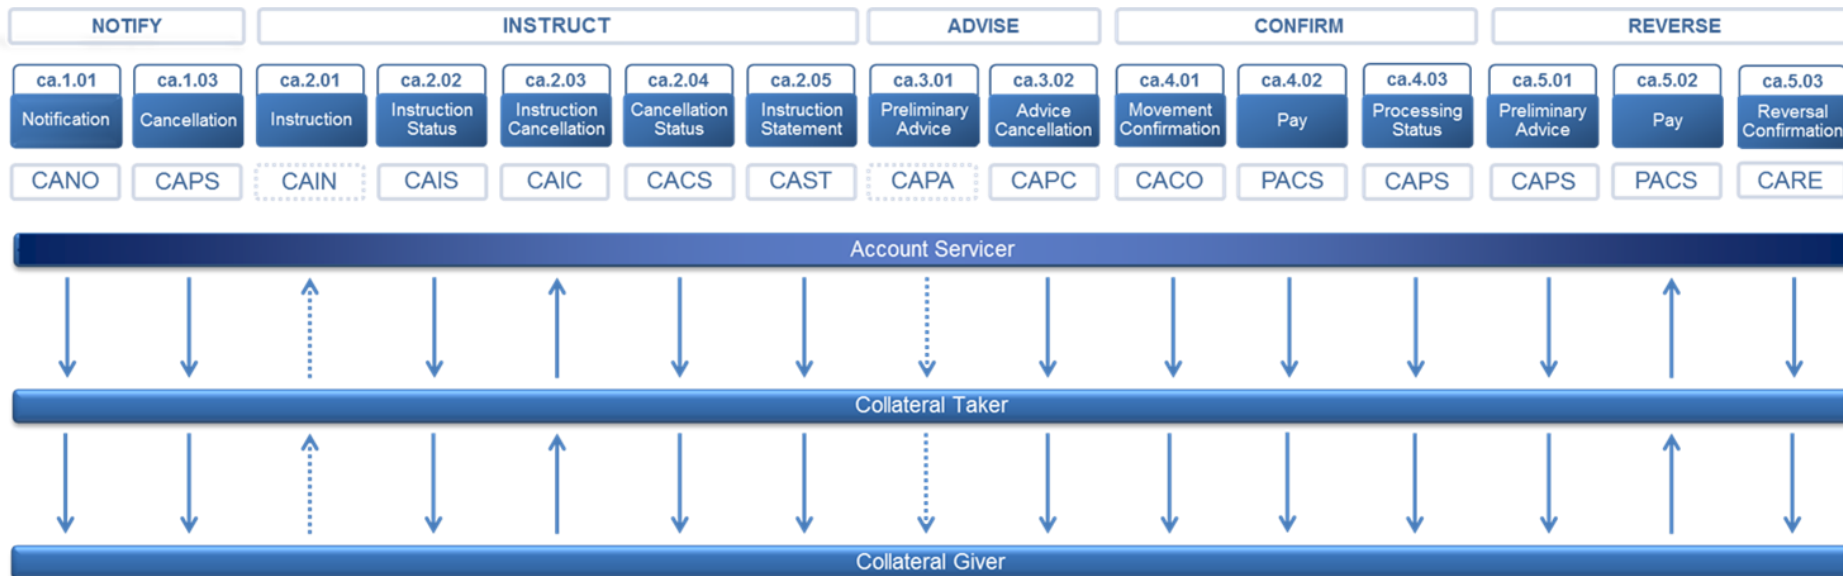 NOTIFY INSTRUCT ADVISE CONFIRM REVERSE
ca.1.01 ca.1.03 ca.2.01 ca.2.02 ca.2.03 ca.2.04 ca.2.05 ca.3.01 ca.3.02 ca.4.01 ca.4.02 ca.4.03 ca.5.01 ca.5.02 ca.5.03
Notification
Cancellation
Instruction
Instruction
Status
Instruction
Cancellation
Cancellation
Status
Instruction
Statement
Preliminary
Advice
Advice
Cancellation
Movement
Confirmation
Pay
Processing
Status
Preliminary
Advice
Pay
Reversal
Confirmation
CANO CAPS CAIN CAIS CAIC CACS CAST CAPA CAPC CACO PACS CAPS CAPS PACS CARE
Account Servicer
Collateral Taker
Collateral Giver